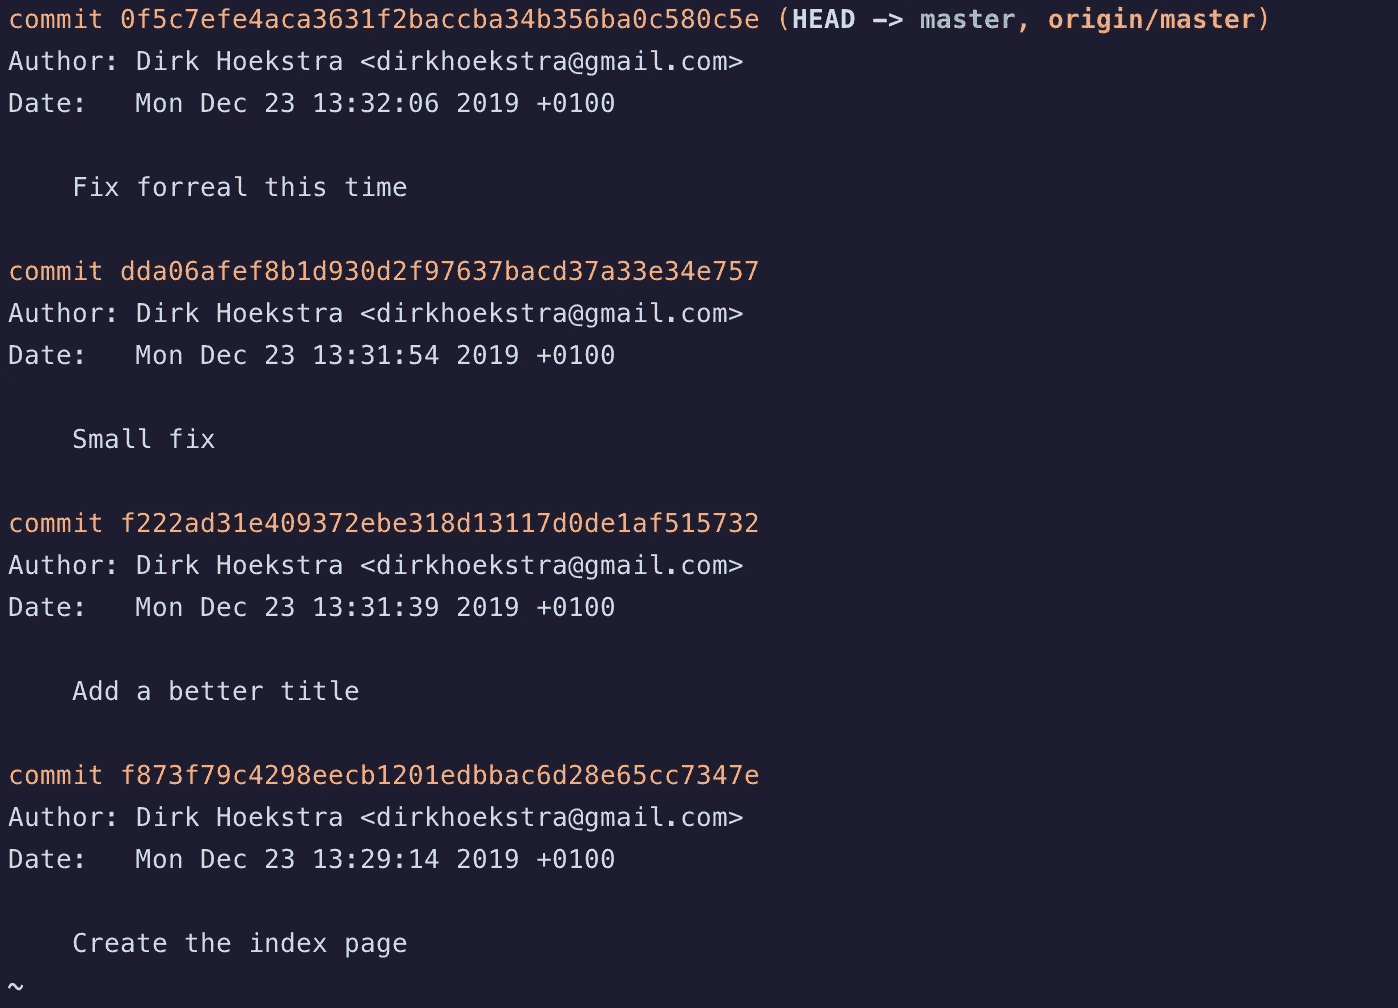 commit 0f5c7efe4aca3631f2baccba34b356ba0c580c5e (HEAD -> master, origin/master)
Author: Dirk Hoekstra <dirkhoekstra@gmail.com>
Date:   Mon Dec 23 13:32:06 2019 +0100
    Fix forreal this time
commit dda06afef8b1d930d2f97637bacd37a33e34e757
Author: Dirk Hoekstra <dirkhoekstra@gmail.com>
Date:   Mon Dec 23 13:31:54 2019 +0100
    Small fix
commit f222ad31e409372ebe318d13117d0de1af515732
Author: Dirk Hoekstra <dirkhoekstra@gmail.com>
Date:   Mon Dec 23 13:31:39 2019 +0100
    Add a better title
commit f873f79c4298eecb1201edbbac6d28e65cc7347e
Author: Dirk Hoekstra <dirkhoekstra@gmail.com>
Date:   Mon Dec 23 13:29:14 2019 +0100
    Create the index page
~